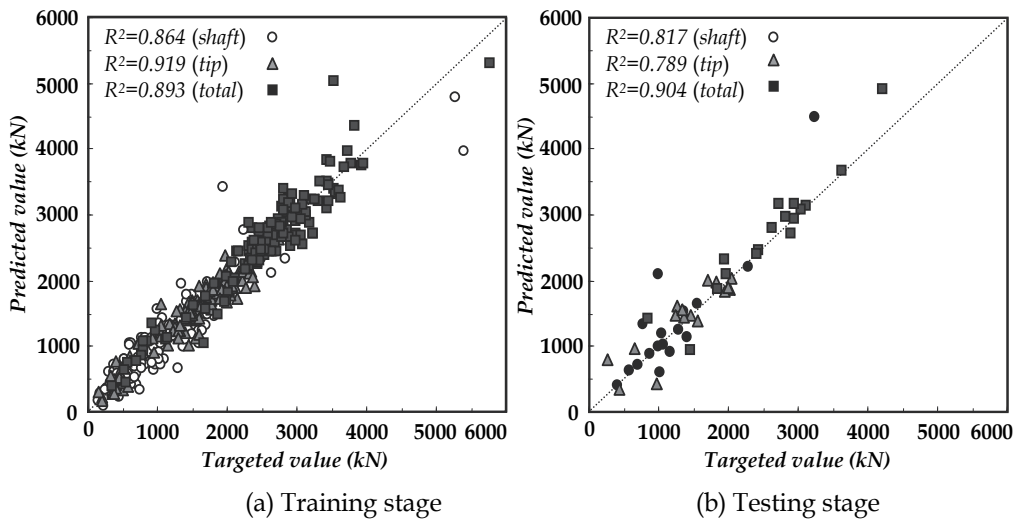 6000
5000
4000
3000
2000
1000
0
Predicted value (kN)
R²=0.864 (shaft)
R²=0.919 (tip)
R²=0.893 (total)
0 1000 2000 3000 4000 5000 6000
Targeted value (kN)
(a) Training stage
6000
5000
4000
3000
2000
1000
0
Predicted value (kN)
R²=0.817 (shaft)
R²=0.789 (tip)
R²=0.904 (total)
0 1000 2000 3000 4000 5000 6000
Targeted value (kN)
(b) Testing stage